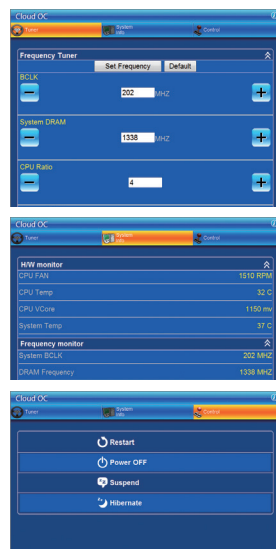 Cloud OC
Tuner System Info Control
Frequency Tuner
Set Frequency Default
BCLK
202 MHZ
System DRAM
1338 MHZ
CPU Ratio
4
Cloud OC
Tuner System Info Control
H/W monitor
CPU FAN 1510 RPM
CPU Temp 32 C
CPU VCore 1150 mv
System Temp 37 C
Frequency monitor
System BCLK 202 MHZ
DRAM Frequency 1338 MHZ
Cloud OC
Tuner System Info Control
Restart
Power OFF
Suspend
Hibernate